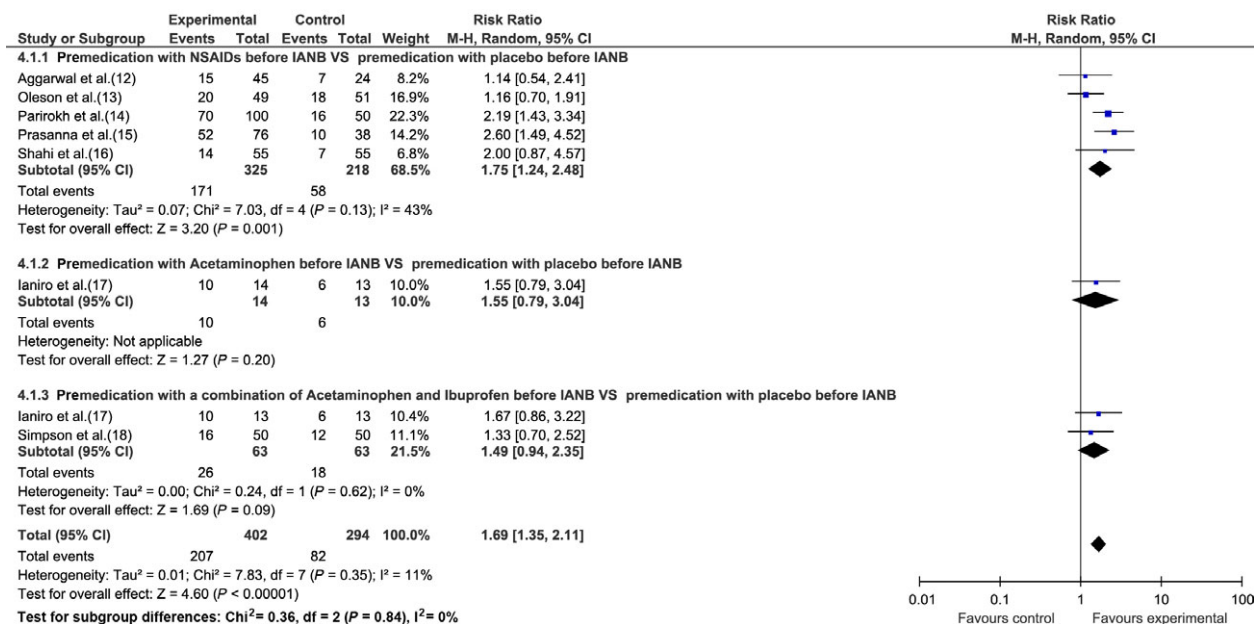 Experimental Control Risk Ratio Risk Ratio
Study or Subgroup Events Total Events Total Weight M-H, Random, 95% CI M-H, Random, 95% CI
4.1.1 Premedication with NSAIDs before IANB VS premedication with placebo before IANB
Aggarwal et al.(12) 15 45 7 24 8.2% 1.14 [0.54, 2.41]
Oleson et al.(13) 20 49 18 51 16.9% 1.16 [0.70, 1.91]
Parirokh et al.(14) 70 100 16 50 22.3% 2.19 [1.43, 3.34]
Prasanna et al.(15) 52 76 10 38 14.2% 2.60 [1.49, 4.52]
Shahi et al.(16) 14 55 7 55 6.8% 2.00 [0.87, 4.57]
Subtotal (95% CI) 325 218 68.5% 1.75 [1.24, 2.48]
Total events 171 58
Heterogeneity: Tau² = 0.07; Chi² = 7.03, df = 4 (P = 0.13); I² = 43%
Test for overall effect: Z = 3.20 (P = 0.001)
4.1.2 Premedication with Acetaminophen before IANB VS premedication with placebo before IANB
Ianiro et al.(17) 10 14 6 13 10.0% 1.55 [0.79, 3.04]
Subtotal (95% CI) 14 13 10.0% 1.55 [0.79, 3.04]
Total events 10 6
Heterogeneity: Not applicable
Test for overall effect: Z = 1.27 (P = 0.20)
4.1.3 Premedication with a combination of Acetaminophen and Ibuprofen before IANB VS premedication with placebo before IANB
Ianiro et al.(17) 10 13 6 13 10.4% 1.67 [0.86, 3.22]
Simpson et al.(18) 16 50 12 50 11.1% 1.33 [0.70, 2.52]
Subtotal (95% CI) 63 63 21.5% 1.49 [0.94, 2.35]
Total events 26 18
Heterogeneity: Tau² = 0.00; Chi² = 0.24, df = 1 (P = 0.62); I² = 0%
Test for overall effect: Z = 1.69 (P = 0.09)
Total (95% CI) 402 294 100.0% 1.69 [1.35, 2.11]
Total events 207 82
Heterogeneity: Tau² = 0.01; Chi² = 7.83, df = 7 (P = 0.35); I² = 11%
Test for overall effect: Z = 4.60 (P < 0.00001)
Test for subgroup differences: Chi² = 0.36, df = 2 (P = 0.84), I² = 0%
0.01 0.1 1 10 100
Favours control Favours experimental